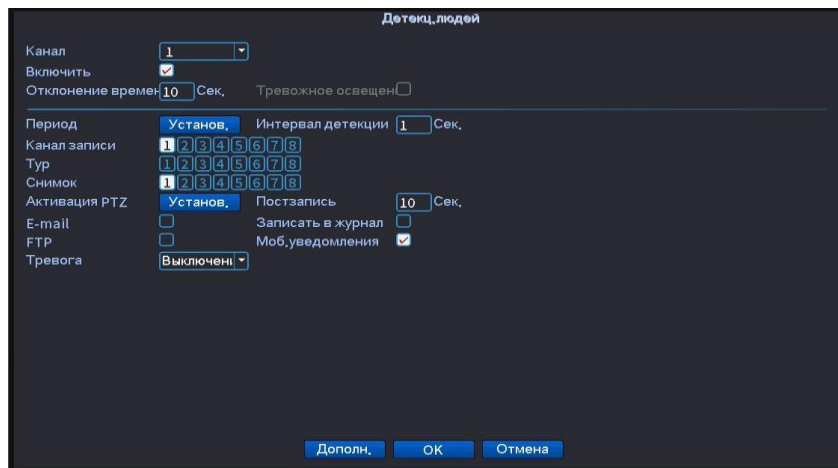 Детекц.людей
Канал 1
Включить
Отклонение времен 10 Сек. Тревожное освещен
Период Установ. Интервал детекции 1 Сек.
Канал записи 1 2 3 4 5 6 7 8
Тур 1 2 3 4 5 6 7 8
Снимок 1 2 3 4 5 6 7 8
Активация PTZ Установ. Постзапись 10 Сек.
E-mail Записать в журнал
FTP Моб.уведомления
Тревога Выключени
Дополн. OK Отмена